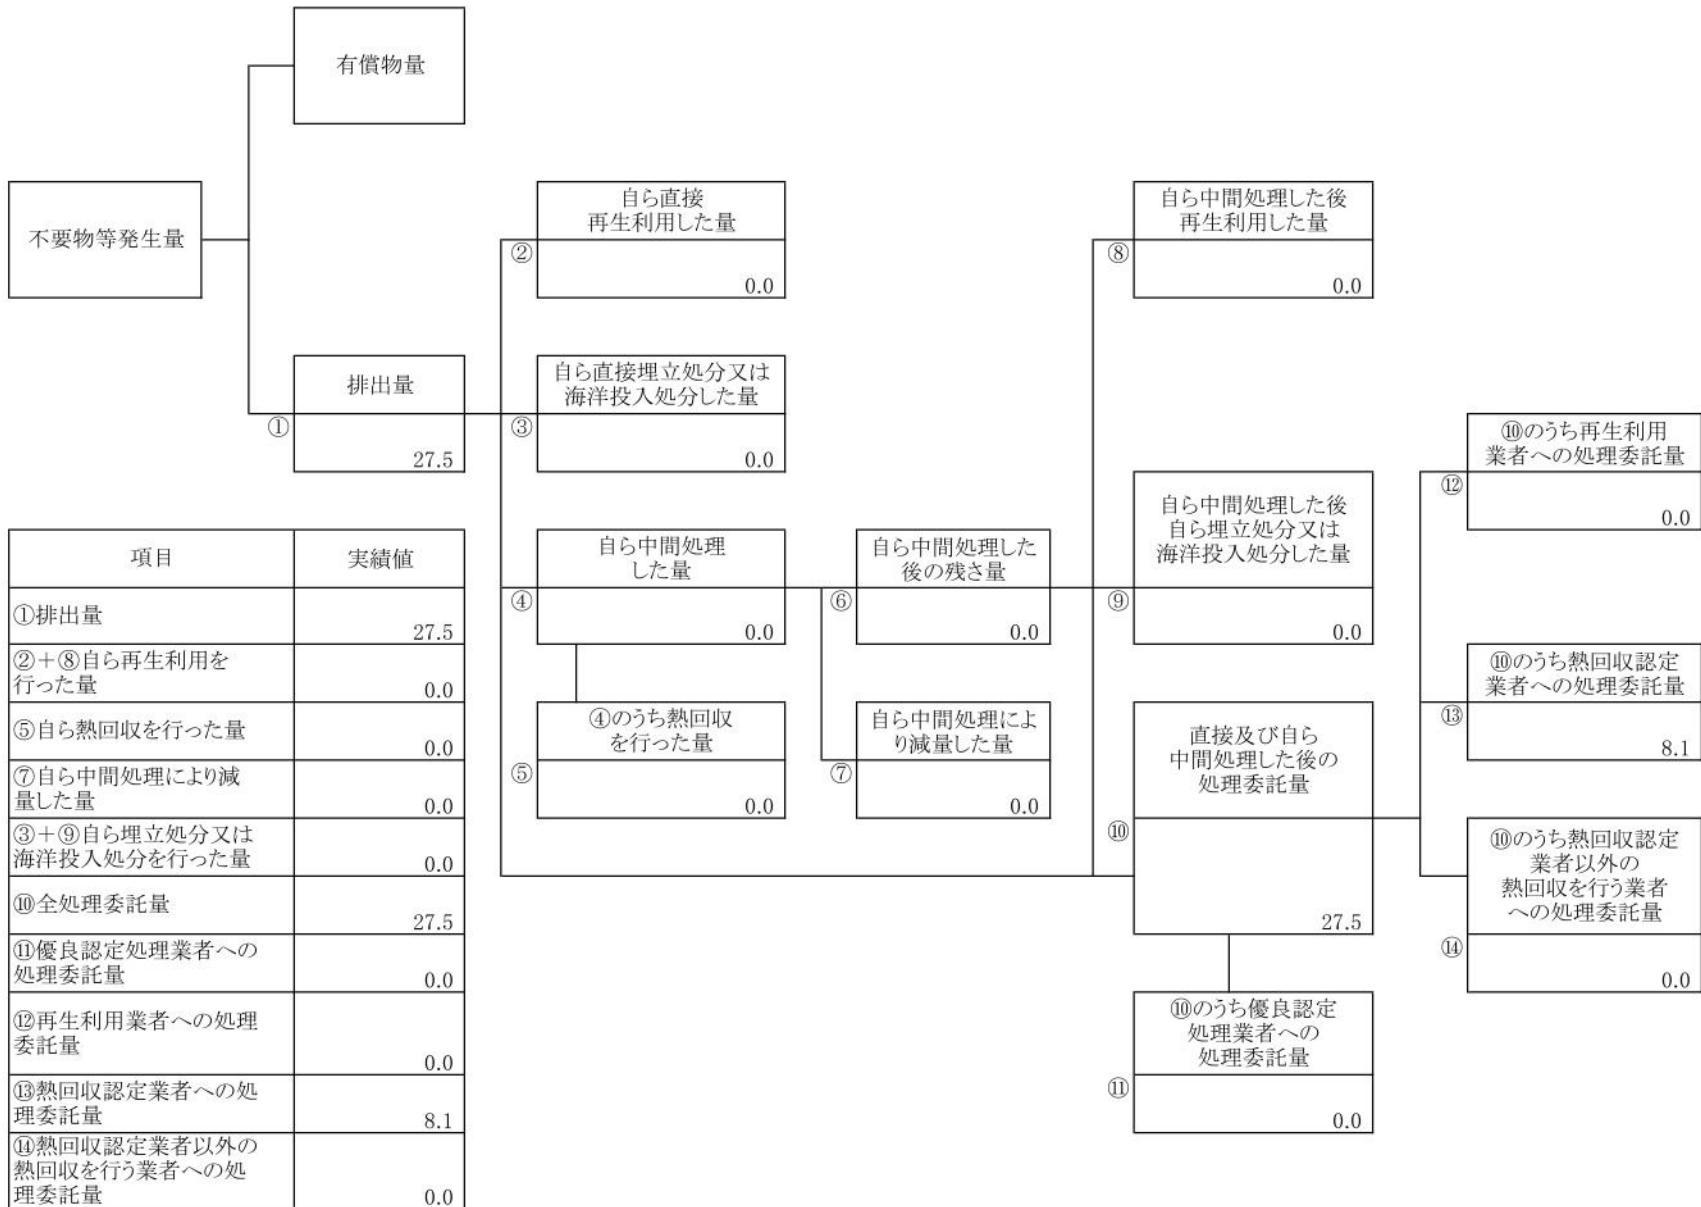 有償物量
不要物等発生量
自ら直接
再生利用した量
②
0.0
自ら中間処理した後
再生利用した量
⑧
0.0
排出量
①
27.5
自ら直接埋立処分又は
海洋投入処分した量
③
0.0
⑩のうち再生利用
業者への処理委託量
⑫
0.0
自ら中間処理
した量
④
0.0
自ら中間処理した
後の残さ量
⑥
0.0
自ら中間処理した後
自ら埋立処分又は
海洋投入処分した量
⑨
0.0
⑩のうち熱回収認定
業者への処理委託量
⑬
8.1
④のうち熱回収
を行った量
⑤
0.0
自ら中間処理によ
り減量した量
⑦
0.0
直接及び自ら
中間処理した後の
処理委託量
⑩
27.5
⑩のうち熱回収認定
業者以外の
熱回収を行う業者
への処理委託量
⑭
0.0
⑩のうち優良認定
処理業者への
処理委託量
⑪
0.0
項目 実績値
①排出量
27.5
②+⑧自ら再生利用を
行った量
0.0
⑤自ら熱回収を行った量
0.0
⑦自ら中間処理により減
量した量
0.0
③+⑨自ら埋立処分又は
海洋投入処分を行った量
0.0
⑩全処理委託量
27.5
⑪優良認定処理業者への
処理委託量
0.0
⑫再生利用業者への処理
委託量
0.0
⑬熱回収認定業者への処
理委託量
8.1
⑭熱回収認定業者以外の
熱回収を行う業者への処
理委託量
0.0